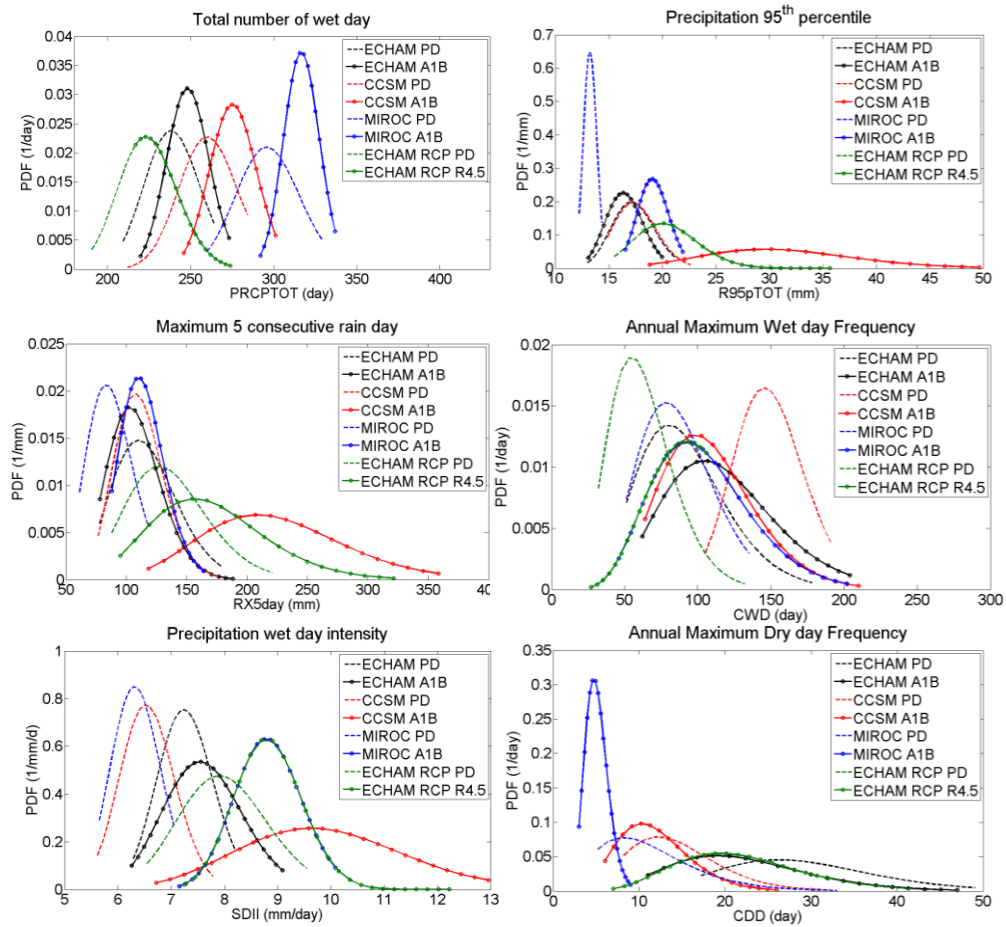 Total number of wet day
0.04
0.035
0.03
0.025
0.02
0.015
0.01
0.005
0
PDF (1/day)
ECHAM PD
ECHAM A1B
CCSM PD
CCSM A1B
MIROC PD
MIROC A1B
ECHAM RCP PD
ECHAM RCP R4.5
200 250 300 350 400
PRCPTOT (day)
Precipitation 95th percentile
0.7
0.6
0.5
0.4
0.3
0.2
0.1
0
PDF (1/mm)
ECHAM PD
ECHAM A1B
CCSM PD
CCSM A1B
MIROC PD
MIROC A1B
ECHAM RCP PD
ECHAM RCP R4.5
10 15 20 25 30 35 40 45 50
R95pTOT (mm)
Maximum 5 consecutive rain day
0.025
0.02
0.015
0.01
0.005
0
PDF (1/mm)
ECHAM PD
ECHAM A1B
CCSM PD
CCSM A1B
MIROC PD
MIROC A1B
ECHAM RCP PD
ECHAM RCP R4.5
50 100 150 200 250 300 350 40
RX5day (mm)
Annual Maximum Wet day Frequency
0.02
0.015
0.01
0.005
0
PDF (1/day)
ECHAM PD
ECHAM A1B
CCSM PD
CCSM A1B
MIROC PD
MIROC A1B
ECHAM RCP PD
ECHAM RCP R4.5
0 50 100 150 200 250 300
CWD (day)
Precipitation wet day intensity
1
0.8
0.6
0.4
0.2
0
PDF (1/mm/d)
ECHAM PD
ECHAM A1B
CCSM PD
CCSM A1B
MIROC PD
MIROC A1B
ECHAM RCP PD
ECHAM RCP R4.5
5 6 7 8 9 10 11 12 13
SDII (mm/day)
Annual Maximum Dry day Frequency
0.35
0.3
0.25
0.2
0.15
0.1
0.05
0
PDF (1/day)
ECHAM PD
ECHAM A1B
CCSM PD
CCSM A1B
MIROC PD
MIROC A1B
ECHAM RCP PD
ECHAM RCP R4.5
0 10 20 30 40 50
CDD (day)